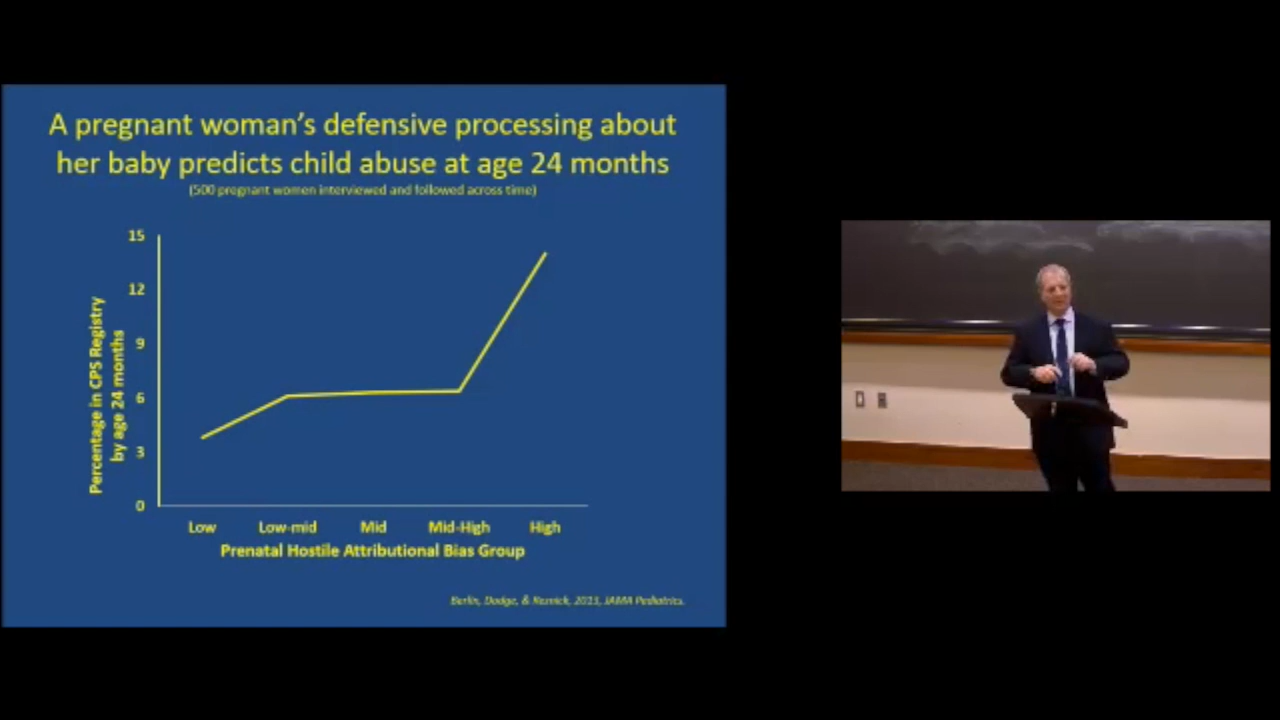 A pregnant woman's defensive processing about
her baby predicts child abuse at age 24 months
(500 pregnant women interviewed and followed across time)
15
12
9
6
3
0
Percentage in CPS Registry
by age 24 months
Low Low-mid Mid Mid-High High
Prenatal Hostile Attributional Bias Group
Berlin, Dodge, & Reznick, 2013, JAMA Pediatrics.